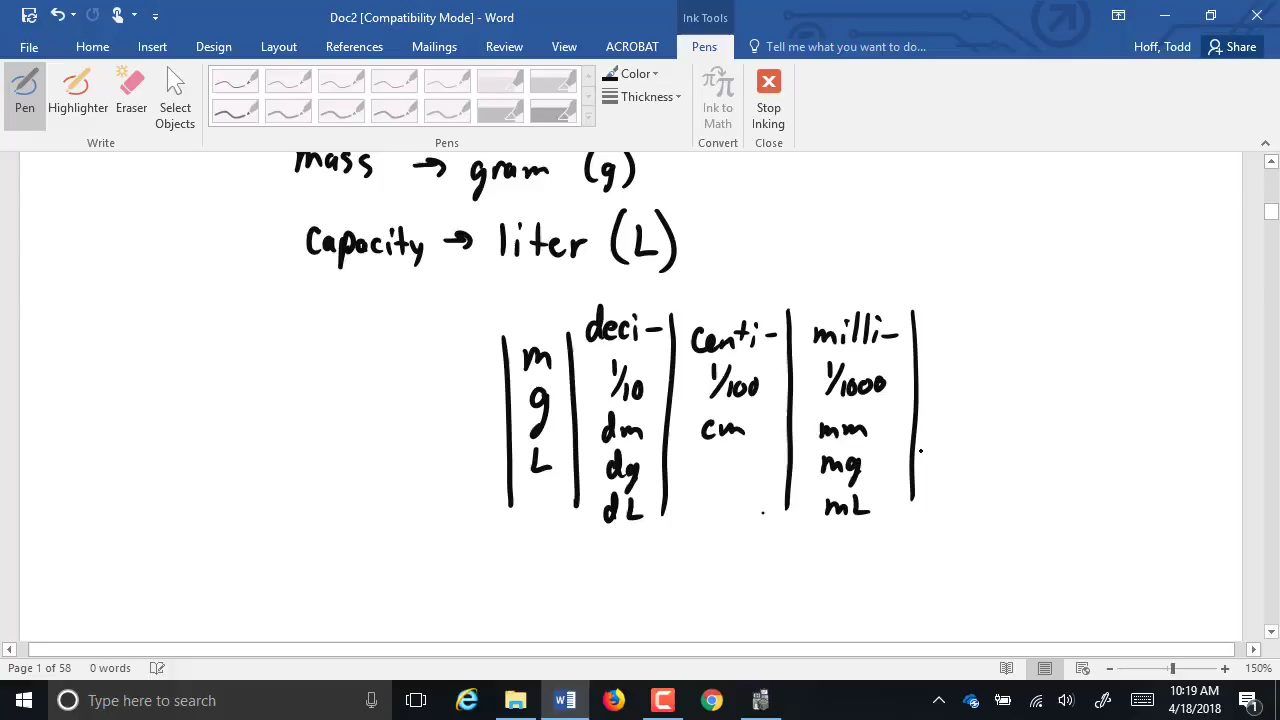 Doc2 [Compatibility Mode] - Word
Ink Tools
File Home Insert Design Layout References Mailings Review View ACROBAT Pens Tell me what you want to do... Hoff, Todd Share
Pen Highlighter Eraser Select Objects
Color
Thickness
Ink to Math
Stop Inking
Write Pens Convert Close
mass → gram (g)
capacity → liter (L)
deci- centi- milli-
m 1/10 1/100 1/1000
g dm cm mm
L dg mg
dL mL
Page 1 of 58 0 words 150%
Type here to search
10:19 AM
4/18/2018
1